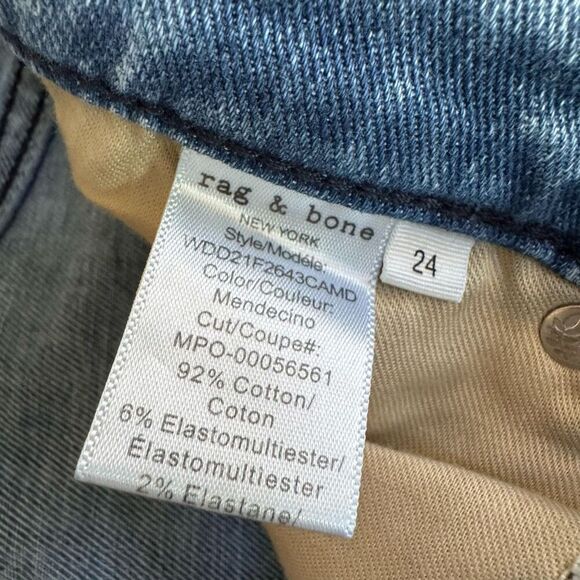 rag & bone
NEW YORK
Style/Modèle:
WDD21F2643CAMD
Color/Couleur:
Mendecino
Cut/Coupe#:
MPO-00056561
92% Cotton/
Coton
6% Elastomultiester/
Élastomultiester
2% Elastane/
24